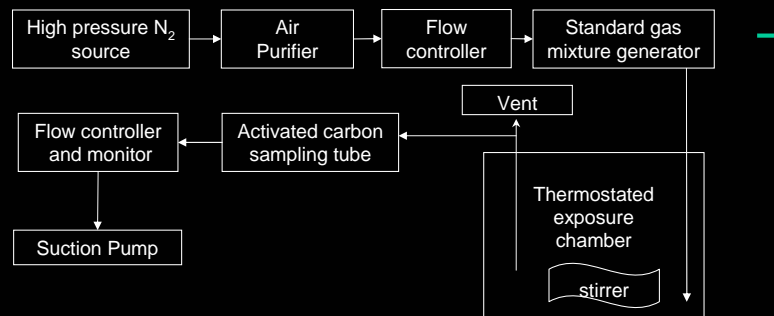 High pressure N₂
source
Air
Purifier
Flow
controller
Standard gas
mixture generator
Vent
Flow controller
and monitor
Activated carbon
sampling tube
Thermostated
exposure
chamber
Suction Pump
stirrer